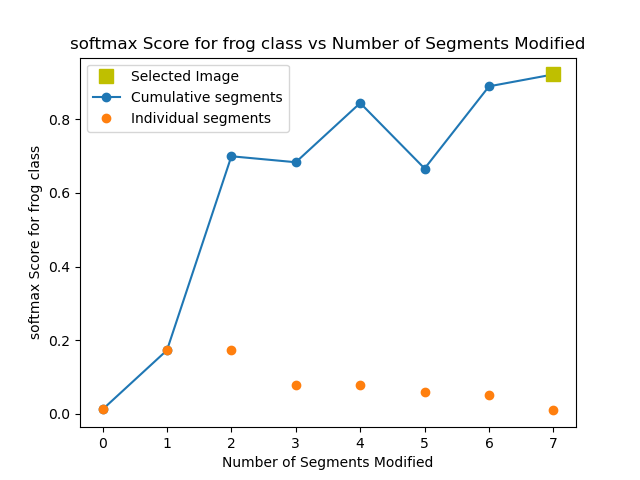 softmax Score for frog class vs Number of Segments Modified
Selected Image
Cumulative segments
Individual segments
softmax Score for frog class
0.8
0.6
0.4
0.2
0.0
0 1 2 3 4 5 6 7
Number of Segments Modified